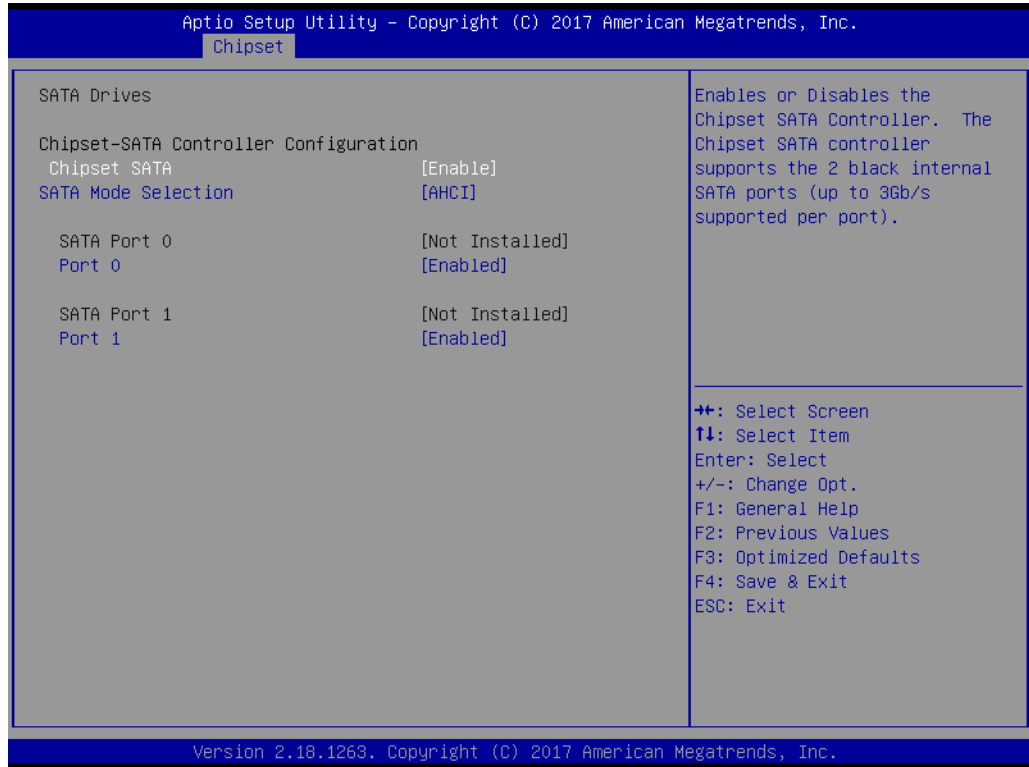 Aptio Setup Utility – Copyright (C) 2017 American Megatrends, Inc.
Chipset
SATA Drives
Chipset-SATA Controller Configuration
Chipset SATA [Enable]
SATA Mode Selection [AHCI]
SATA Port 0 [Not Installed]
Port 0 [Enabled]
SATA Port 1 [Not Installed]
Port 1 [Enabled]
Enables or Disables the
Chipset SATA Controller. The
Chipset SATA controller
supports the 2 black internal
SATA ports (up to 3Gb/s
supported per port).
→←: Select Screen
↑↓: Select Item
Enter: Select
+/-: Change Opt.
F1: General Help
F2: Previous Values
F3: Optimized Defaults
F4: Save & Exit
ESC: Exit
Version 2.18.1263. Copyright (C) 2017 American Megatrends, Inc.